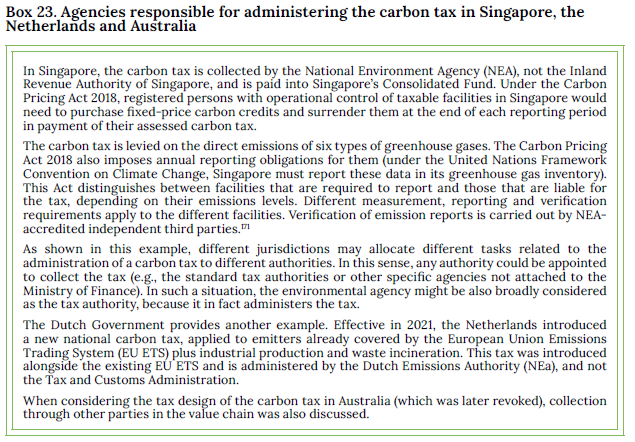 Box 23. Agencies responsible for administering the carbon tax in Singapore, the
Netherlands and Australia
In Singapore, the carbon tax is collected by the National Environment Agency (NEA), not the Inland
Revenue Authority of Singapore, and is paid into Singapore's Consolidated Fund. Under the Carbon
Pricing Act 2018, registered persons with operational control of taxable facilities in Singapore would
need to purchase fixed-price carbon credits and surrender them at the end of each reporting period
in payment of their assessed carbon tax.
The carbon tax is levied on the direct emissions of six types of greenhouse gases. The Carbon Pricing
Act 2018 also imposes annual reporting obligations for them (under the United Nations Framework
Convention on Climate Change, Singapore must report these data in its greenhouse gas inventory).
This Act distinguishes between facilities that are required to report and those that are liable for
the tax, depending on their emissions levels. Different measurement, reporting and verification
requirements apply to the different facilities. Verification of emission reports is carried out by NEA-
accredited independent third parties.171
As shown in this example, different jurisdictions may allocate different tasks related to the
administration of a carbon tax to different authorities. In this sense, any authority could be appointed
to collect the tax (e.g., the standard tax authorities or other specific agencies not attached to the
Ministry of Finance). In such a situation, the environmental agency might be also broadly considered
as the tax authority, because it in fact administers the tax.
The Dutch Government provides another example. Effective in 2021, the Netherlands introduced
a new national carbon tax, applied to emitters already covered by the European Union Emissions
Trading System (EU ETS) plus industrial production and waste incineration. This tax was introduced
alongside the existing EU ETS and is administered by the Dutch Emissions Authority (NEa), and not
the Tax and Customs Administration.
When considering the tax design of the carbon tax in Australia (which was later revoked), collection
through other parties in the value chain was also discussed.